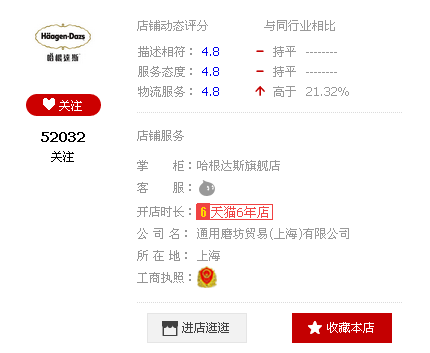 Häagen-Dazs
哈根达斯
关注
52032
关注
店铺动态评分 与同行业相比
描述相符： 4.8 持平 --------
服务态度： 4.8 持平 --------
物流服务： 4.8 高于 21.32%
店铺服务
掌 柜：哈根达斯旗舰店
客 服：
开店时长： 6 天猫6年店
公 司 名： 通用磨坊贸易(上海)有限公司
所 在 地： 上海
工商执照：
进店逛逛
收藏本店